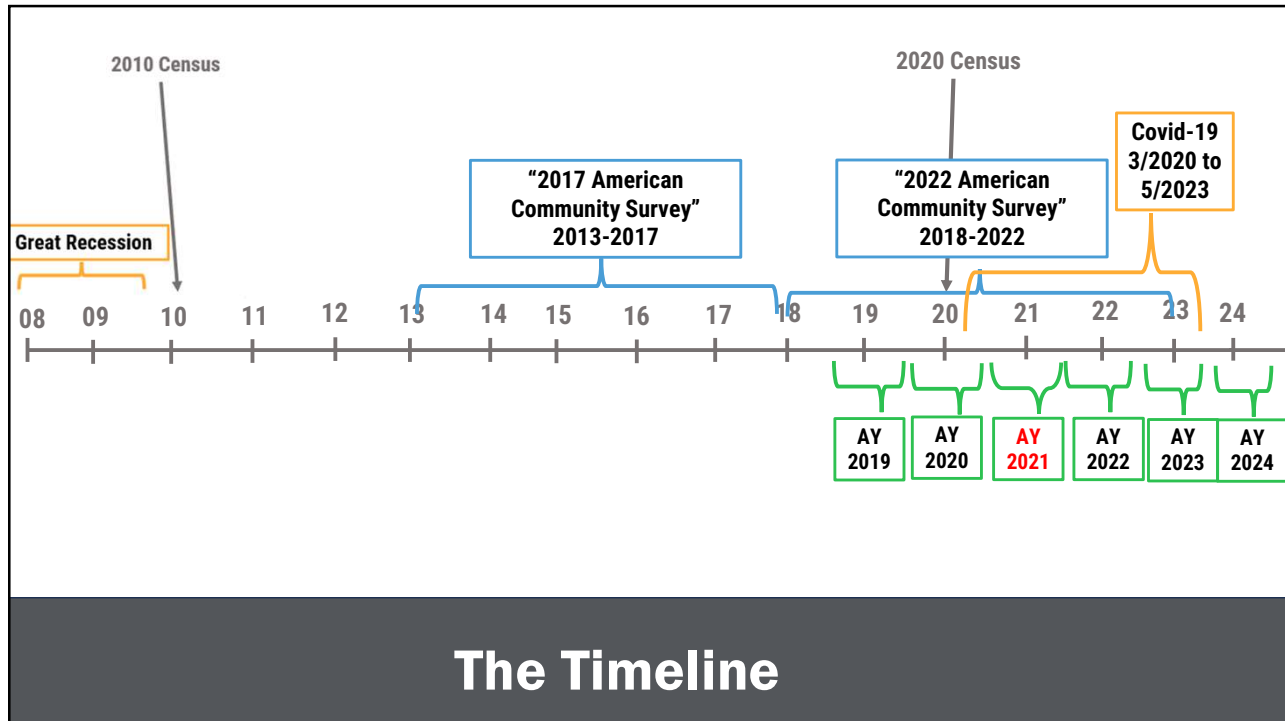 2010 Census
2020 Census
Covid-19
3/2020 to
5/2023
“2017 American
Community Survey”
2013-2017
“2022 American
Community Survey”
2018-2022
Great Recession
08 09 10 11 12 13 14 15 16 17 18 19 20 21 22 23 24
AY
2019
AY
2020
AY
2021
AY
2022
AY
2023
AY
2024
The Timeline